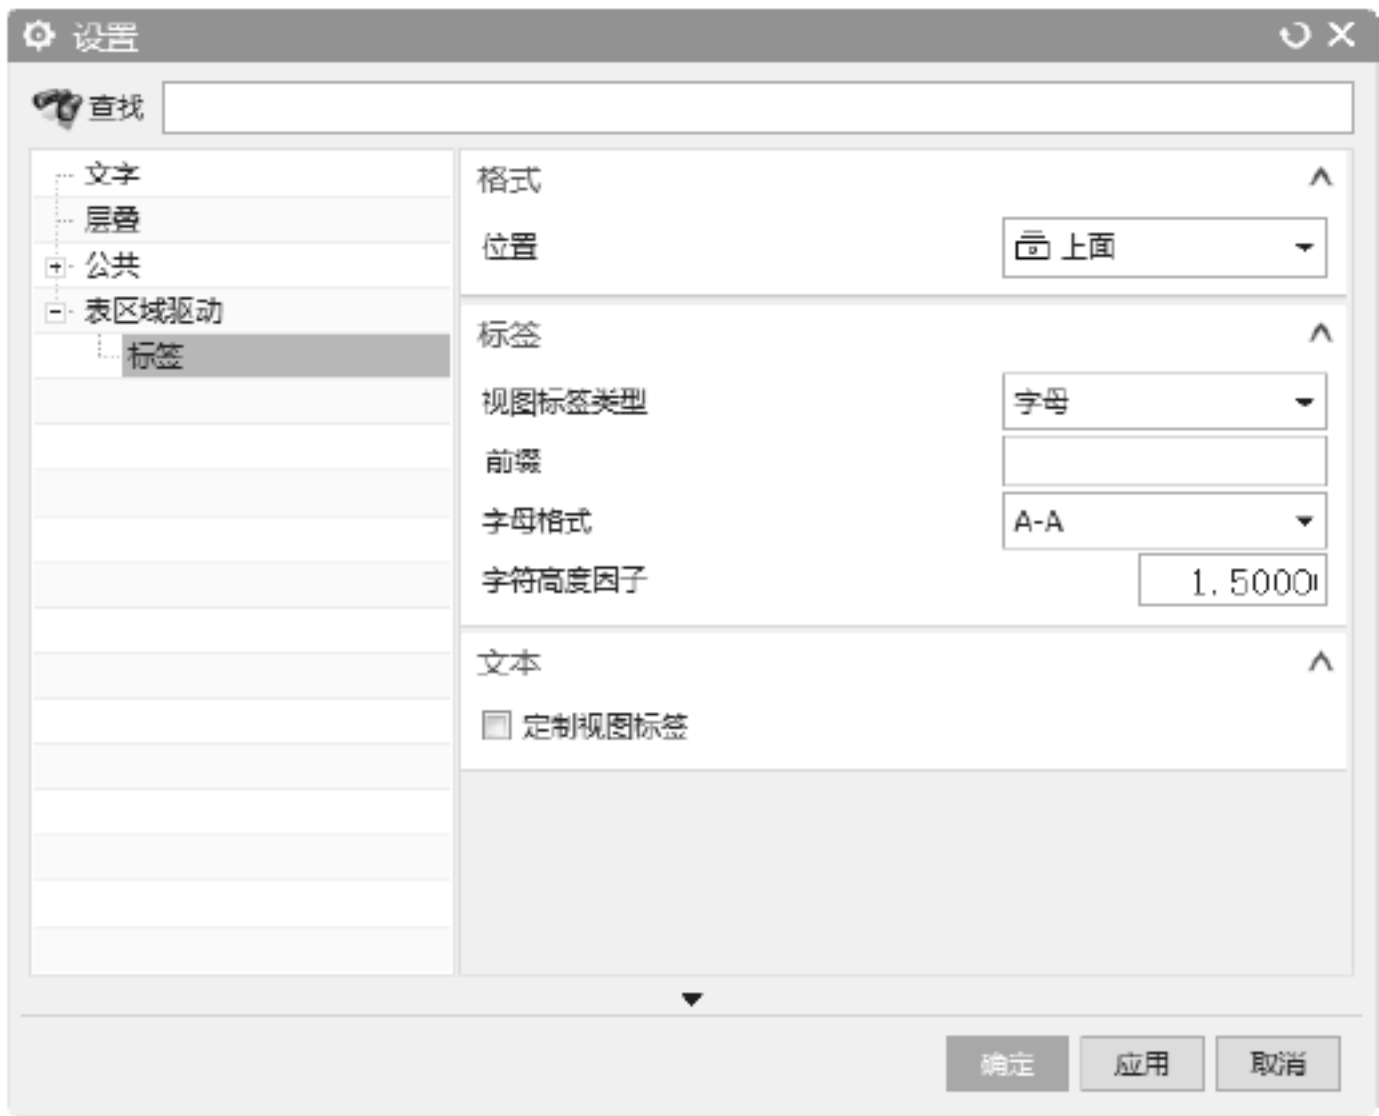 设置
查找
文字
层叠
公共
表区域驱动
标签
格式
位置
上面
标签
视图标签类型
字母
前缀
字母格式
A-A
字符高度因子
1.5000
文本
定制视图标签
确定
应用
取消